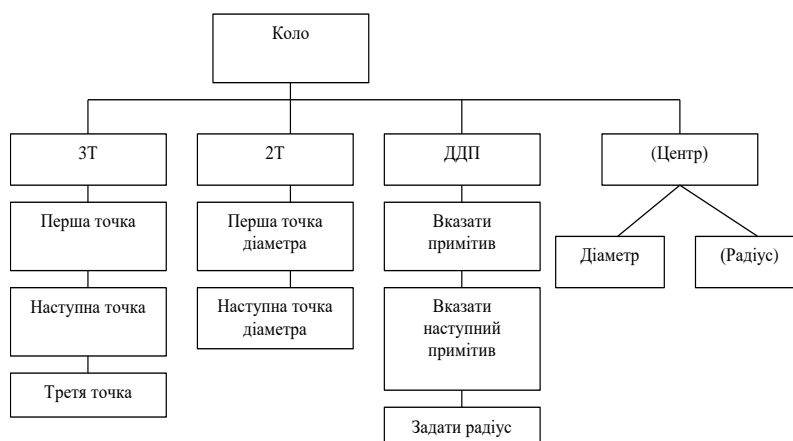 Коло
3Т
2Т
ДДП
(Центр)
Перша точка
Перша точка
діаметра
Вказати
примітив
Діаметр
(Радіус)
Наступна точка
Наступна точка
діаметра
Вказати
наступний
примітив
Третя точка
Задати радіус